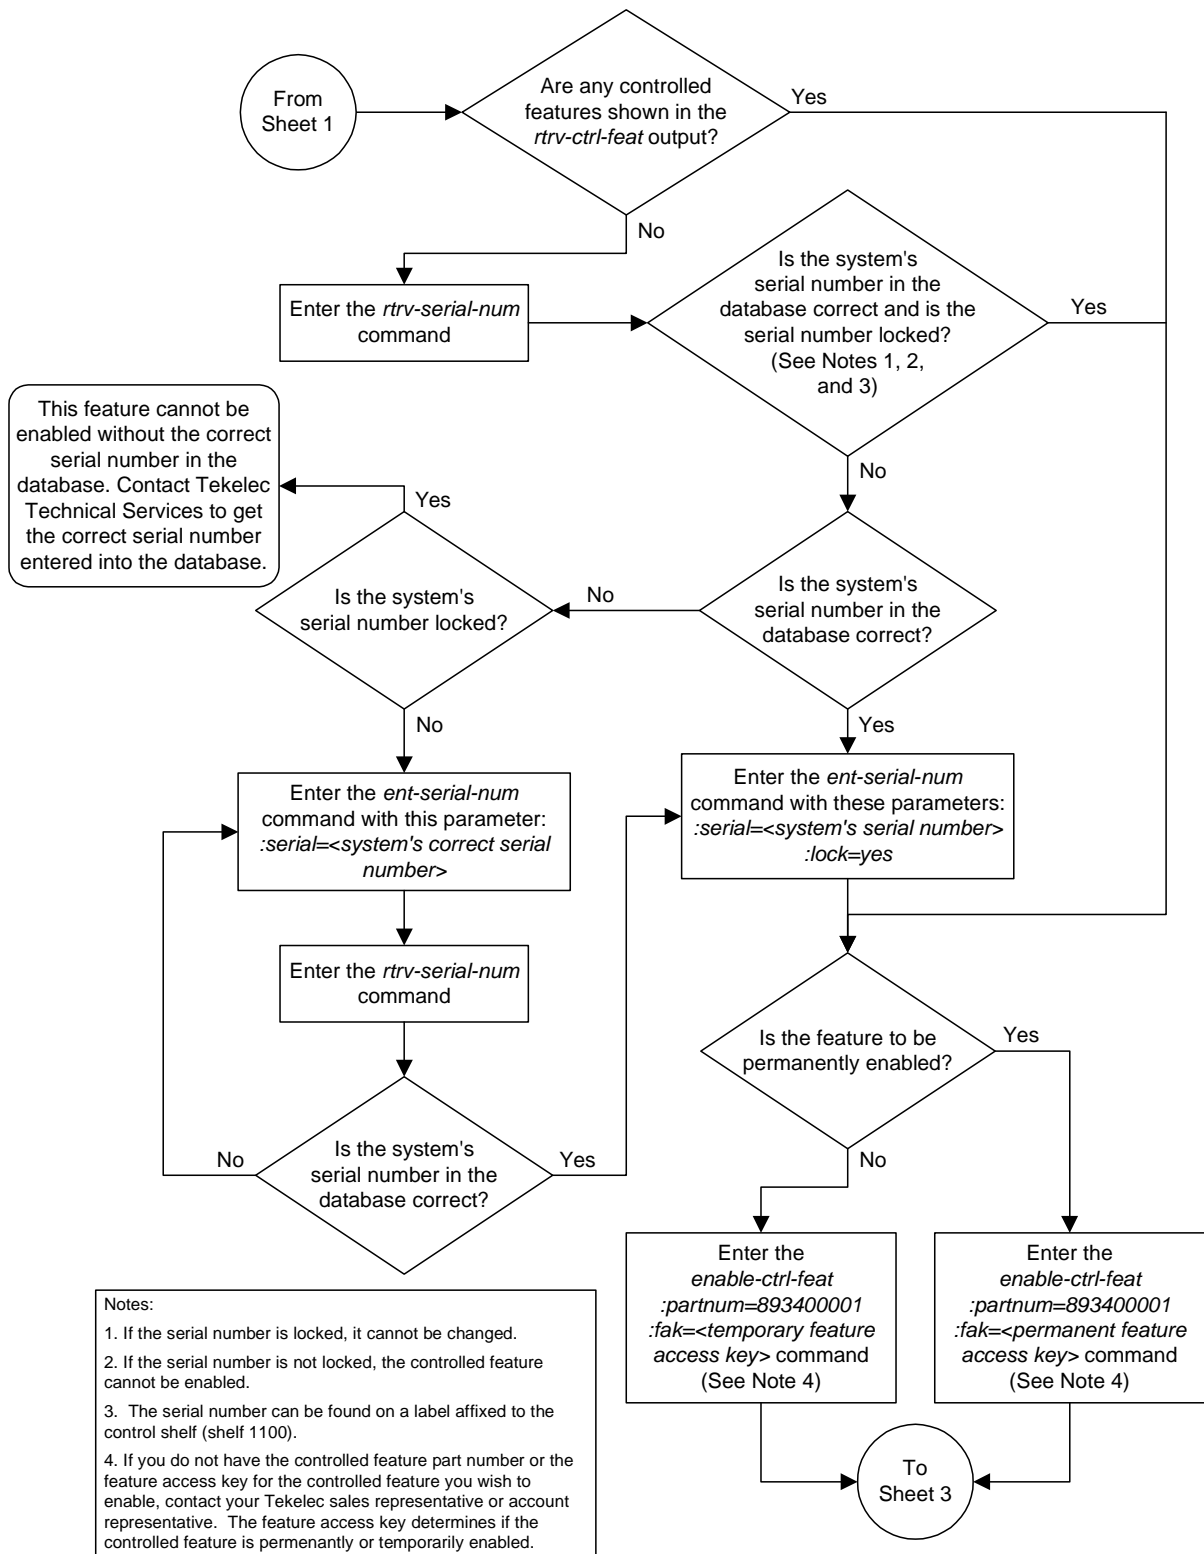 From
Sheet 1
Are any controlled
features shown in the
rtrv-ctrl-feat output?
Yes
No
Enter the rtrv-serial-num
command
Is the system's
serial number in the
database correct and is the
serial number locked?
(See Notes 1, 2,
and 3)
Yes
No
This feature cannot be
enabled without the correct
serial number in the
database. Contact Tekelec
Technical Services to get
the correct serial number
entered into the database.
Yes
Is the system's
serial number locked?
No
Is the system's
serial number in the
database correct?
No
Yes
Enter the ent-serial-num
command with this parameter:
:serial=<system's correct serial
number>
Enter the ent-serial-num
command with these parameters:
:serial=<system's serial number>
:lock=yes
Enter the rtrv-serial-num
command
Is the feature to be
permanently enabled?
Yes
No
Is the system's
serial number in the
database correct?
No
Yes
Enter the
enable-ctrl-feat
:partnum=893400001
:fak=<temporary feature
access key> command
(See Note 4)
Enter the
enable-ctrl-feat
:partnum=893400001
:fak=<permanent feature
access key> command
(See Note 4)
To
Sheet 3
Notes:
1. If the serial number is locked, it cannot be changed.
2. If the serial number is not locked, the controlled feature
cannot be enabled.
3. The serial number can be found on a label affixed to the
control shelf (shelf 1100).
4. If you do not have the controlled feature part number or the
feature access key for the controlled feature you wish to
enable, contact your Tekelec sales representative or account
representative. The feature access key determines if the
controlled feature is permenantly or temporarily enabled.